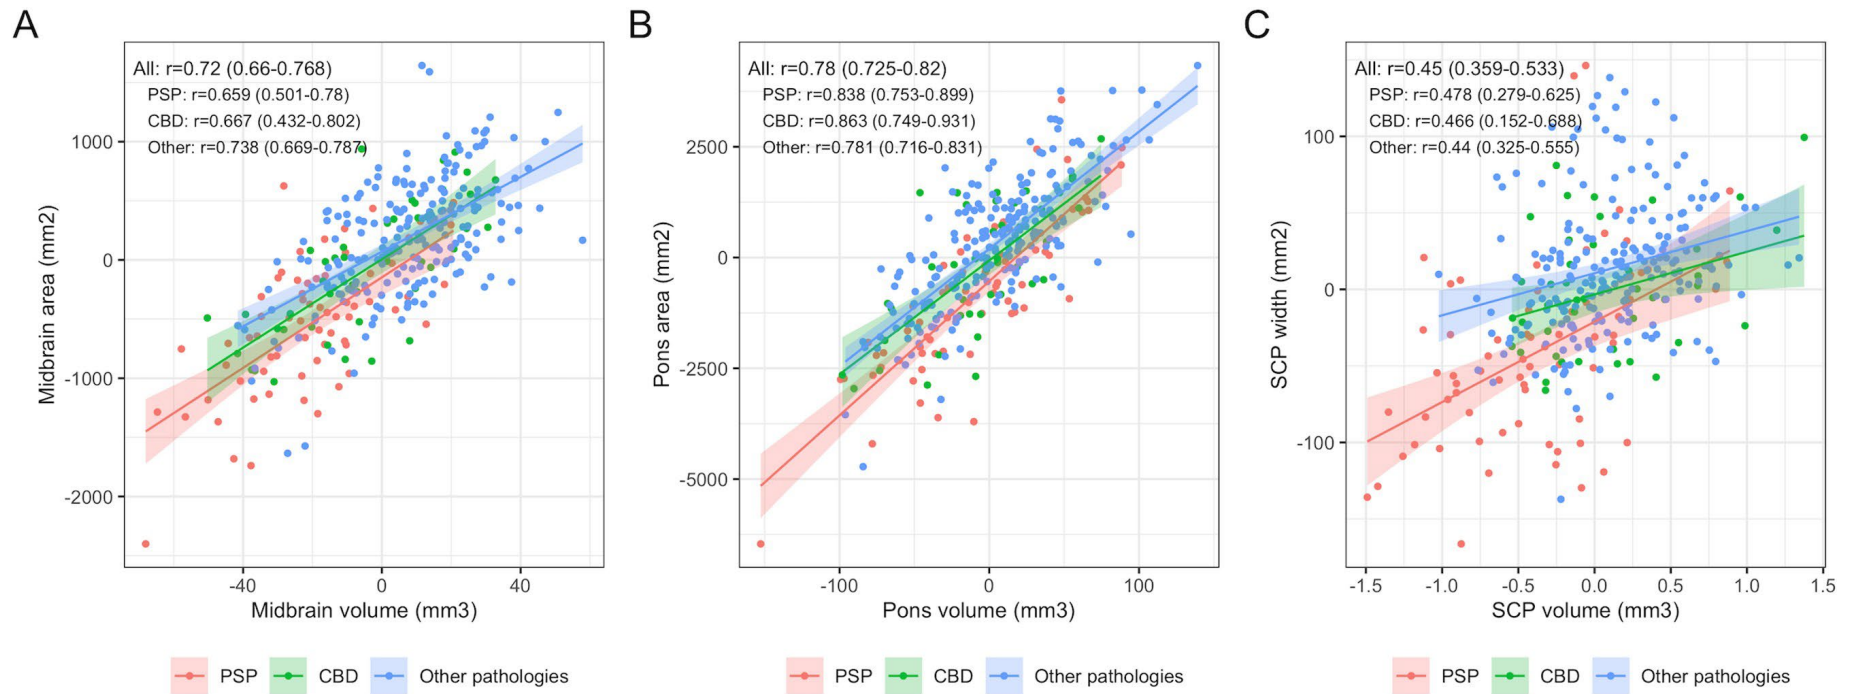 A
All: r=0.72 (0.66-0.768)
PSP: r=0.659 (0.501-0.78)
CBD: r=0.667 (0.432-0.802)
Other: r=0.738 (0.669-0.787)
1000
0
-1000
-2000
Midbrain area (mm2)
-40
0
40
Midbrain volume (mm3)
PSP
CBD
Other pathologies
B
All: r=0.78 (0.725-0.82)
PSP: r=0.838 (0.753-0.899)
CBD: r=0.863 (0.749-0.931)
Other: r=0.781 (0.716-0.831)
2500
0
-2500
-5000
Pons area (mm2)
-100
0
100
Pons volume (mm3)
PSP
CBD
Other pathologies
C
All: r=0.45 (0.359-0.533)
PSP: r=0.478 (0.279-0.625)
CBD: r=0.466 (0.152-0.688)
Other: r=0.44 (0.325-0.555)
100
0
-100
SCP width (mm2)
-1.5
-1.0
-0.5
0.0
0.5
1.0
1.5
SCP volume (mm3)
PSP
CBD
Other pathologies